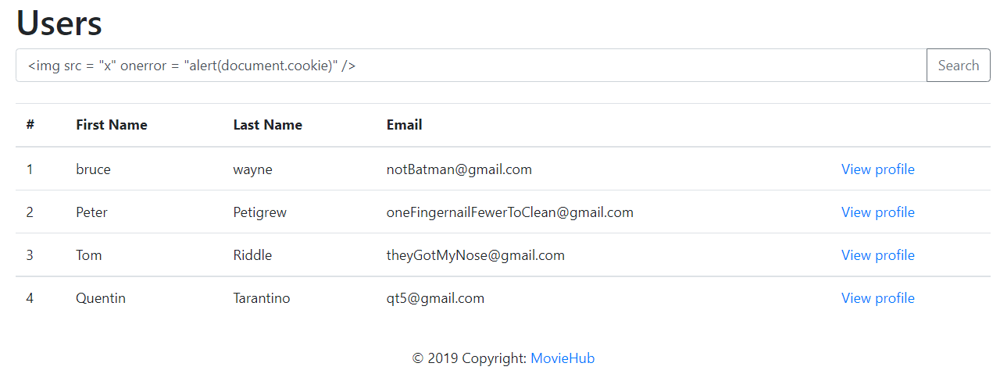 Users
<img src = "x" onerror = "alert(document.cookie)" /> Search
# First Name Last Name Email
1 bruce wayne notBatman@gmail.com View profile
2 Peter Petigrew oneFingernailFewerToClean@gmail.com View profile
3 Tom Riddle theyGotMyNose@gmail.com View profile
4 Quentin Tarantino qt5@gmail.com View profile
© 2019 Copyright: MovieHub